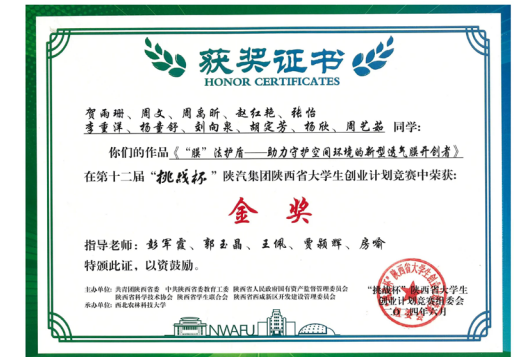 获奖证书
HONOR CERTIFICATES
贺雨珊、周文、周禹昕、赵红艳、张怡
李重洋、杨童舒、刘向泉、胡定芳、杨欣、周艺茹 同学：
你们的作品《“膜”法护盾——助力守护空间环境的新型透气膜开创者》
在第十二届“挑战杯”陕汽集团陕西省大学生创业计划竞赛中荣获：
金奖
指导老师：彭军霞、郭玉晶、王佩、贾颢辉、房喻
特颁此证，以资鼓励。
主办单位：共青团陕西省委 中共陕西省委教育工委 陕西省人民政府国有资产监督管理委员会
陕西省科学技术协会 陕西省学生联合会 陕西省西咸新区开发建设管理委员会
承办单位：西北农林科技大学
“挑战杯”陕西省大学生
创业计划竞赛组委会
二〇二四年六月
NWAFU